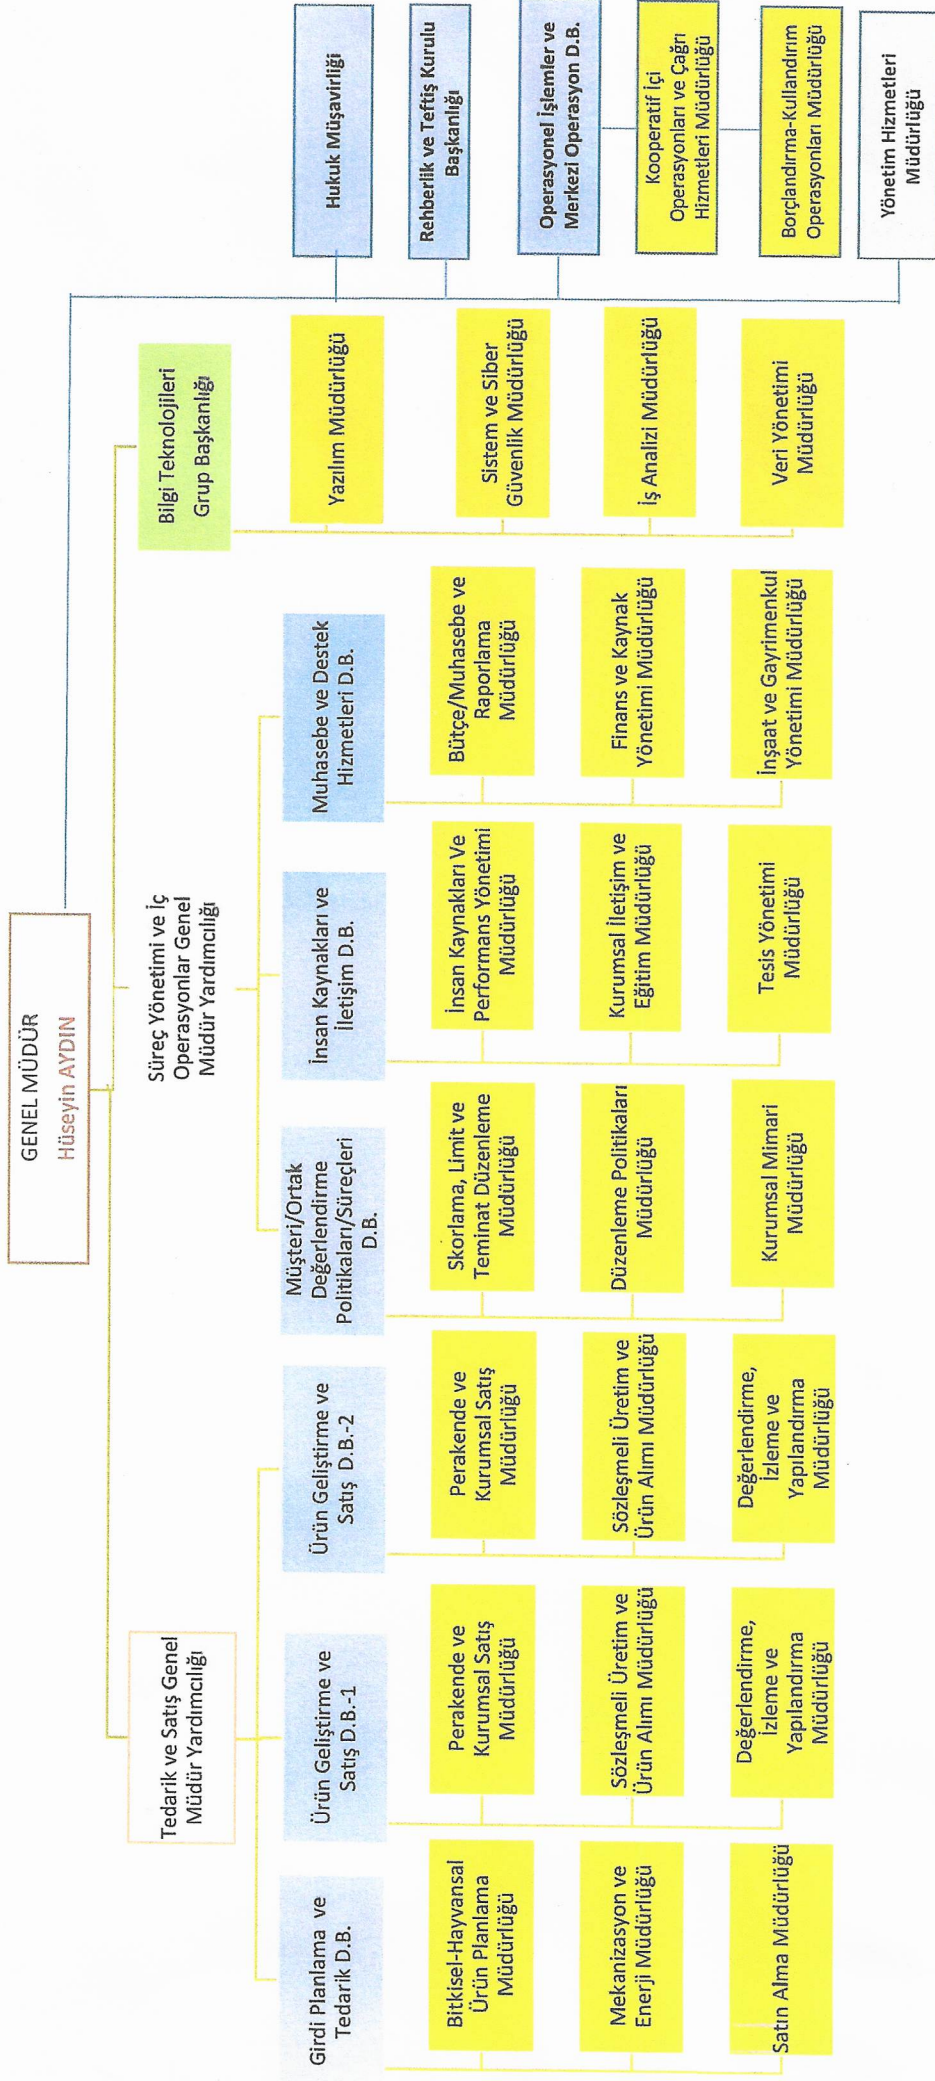 GENEL MÜDÜR
Hüseyin AYDIN
Tedarik ve Satış Genel
Müdür Yardımcılığı
Süreç Yönetimi ve İç
Operasyonlar Genel
Müdür Yardımcılığı
Bilgi Teknolojileri
Grup Başkanlığı
Girdi Planlama ve
Tedarik D.B.
Bitkisel-Hayvansal
Ürün Planlama
Müdürlüğü
Mekanizasyon ve
Enerji Müdürlüğü
Satın Alma Müdürlüğü
Ürün Geliştirme ve
Satış D.B.-1
Perakende ve
Kurumsal Satış
Müdürlüğü
Sözleşmeli Üretim ve
Ürün Alımı Müdürlüğü
Değerlendirme,
İzleme ve
Yapılandırma
Müdürlüğü
Ürün Geliştirme ve
Satış D.B.-2
Perakende ve
Kurumsal Satış
Müdürlüğü
Sözleşmeli Üretim ve
Ürün Alımı Müdürlüğü
Değerlendirme,
İzleme ve
Yapılandırma
Müdürlüğü
Müşteri/Ortak
Değerlendirme
Politikaları/Süreçleri
D.B.
Skorlama, Limit ve
Teminat Düzenleme
Müdürlüğü
Düzenleme Politikaları
Müdürlüğü
Kurumsal Mimari
Müdürlüğü
İnsan Kaynakları ve
İletişim D.B.
İnsan Kaynakları Ve
Performans Yönetimi
Müdürlüğü
Kurumsal İletişim ve
Eğitim Müdürlüğü
Tesis Yönetimi
Müdürlüğü
Muhasebe ve Destek
Hizmetleri D.B.
Bütçe/Muhasebe ve
Raporlama
Müdürlüğü
Finans ve Kaynak
Yönetimi Müdürlüğü
İnşaat ve Gayrimenkul
Yönetimi Müdürlüğü
Yazılım Müdürlüğü
Sistem ve Siber
Güvenlik Müdürlüğü
İş Analizi Müdürlüğü
Veri Yönetimi
Müdürlüğü
Hukuk Müşavirliği
Rehberlik ve Teftiş Kurulu
Başkanlığı
Operasyonel İşlemler ve
Merkezi Operasyon D.B.
Kooperatif İçi
Operasyonları ve Çağrı
Hizmetleri Müdürlüğü
Borçlandırma-Kullandırım
Operasyonları Müdürlüğü
Yönetim Hizmetleri
Müdürlüğü